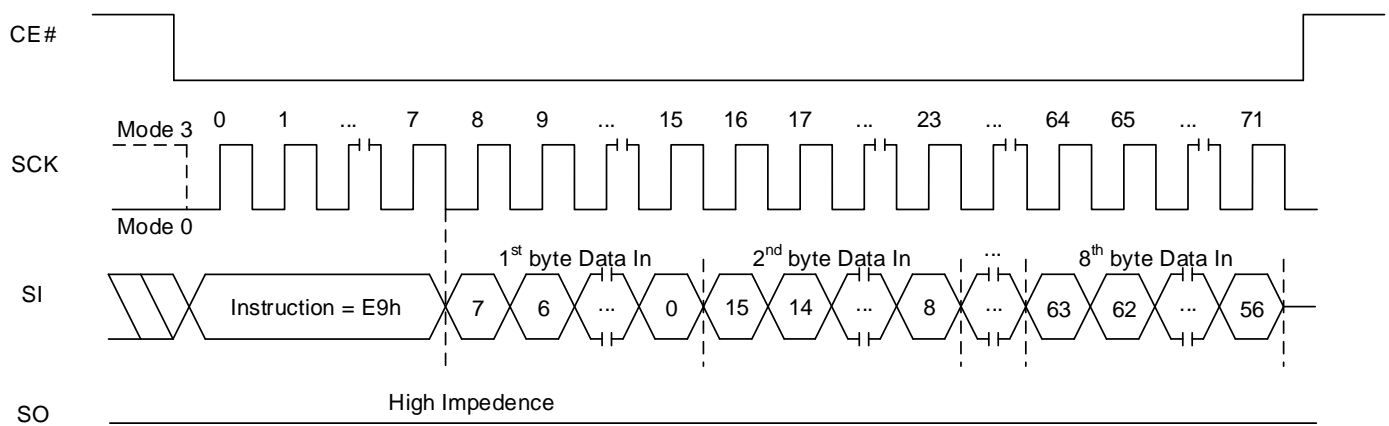 CE#
0 1 ... 7 8 9 ... 15 16 17 ... 23 ... 64 65 ... 71
Mode 3
SCK
Mode 0
1st byte Data In 2nd byte Data In ... 8th byte Data In
SI Instruction = E9h 7 6 ... 0 15 14 ... 8 ... 63 62 ... 56
High Impedence
SO